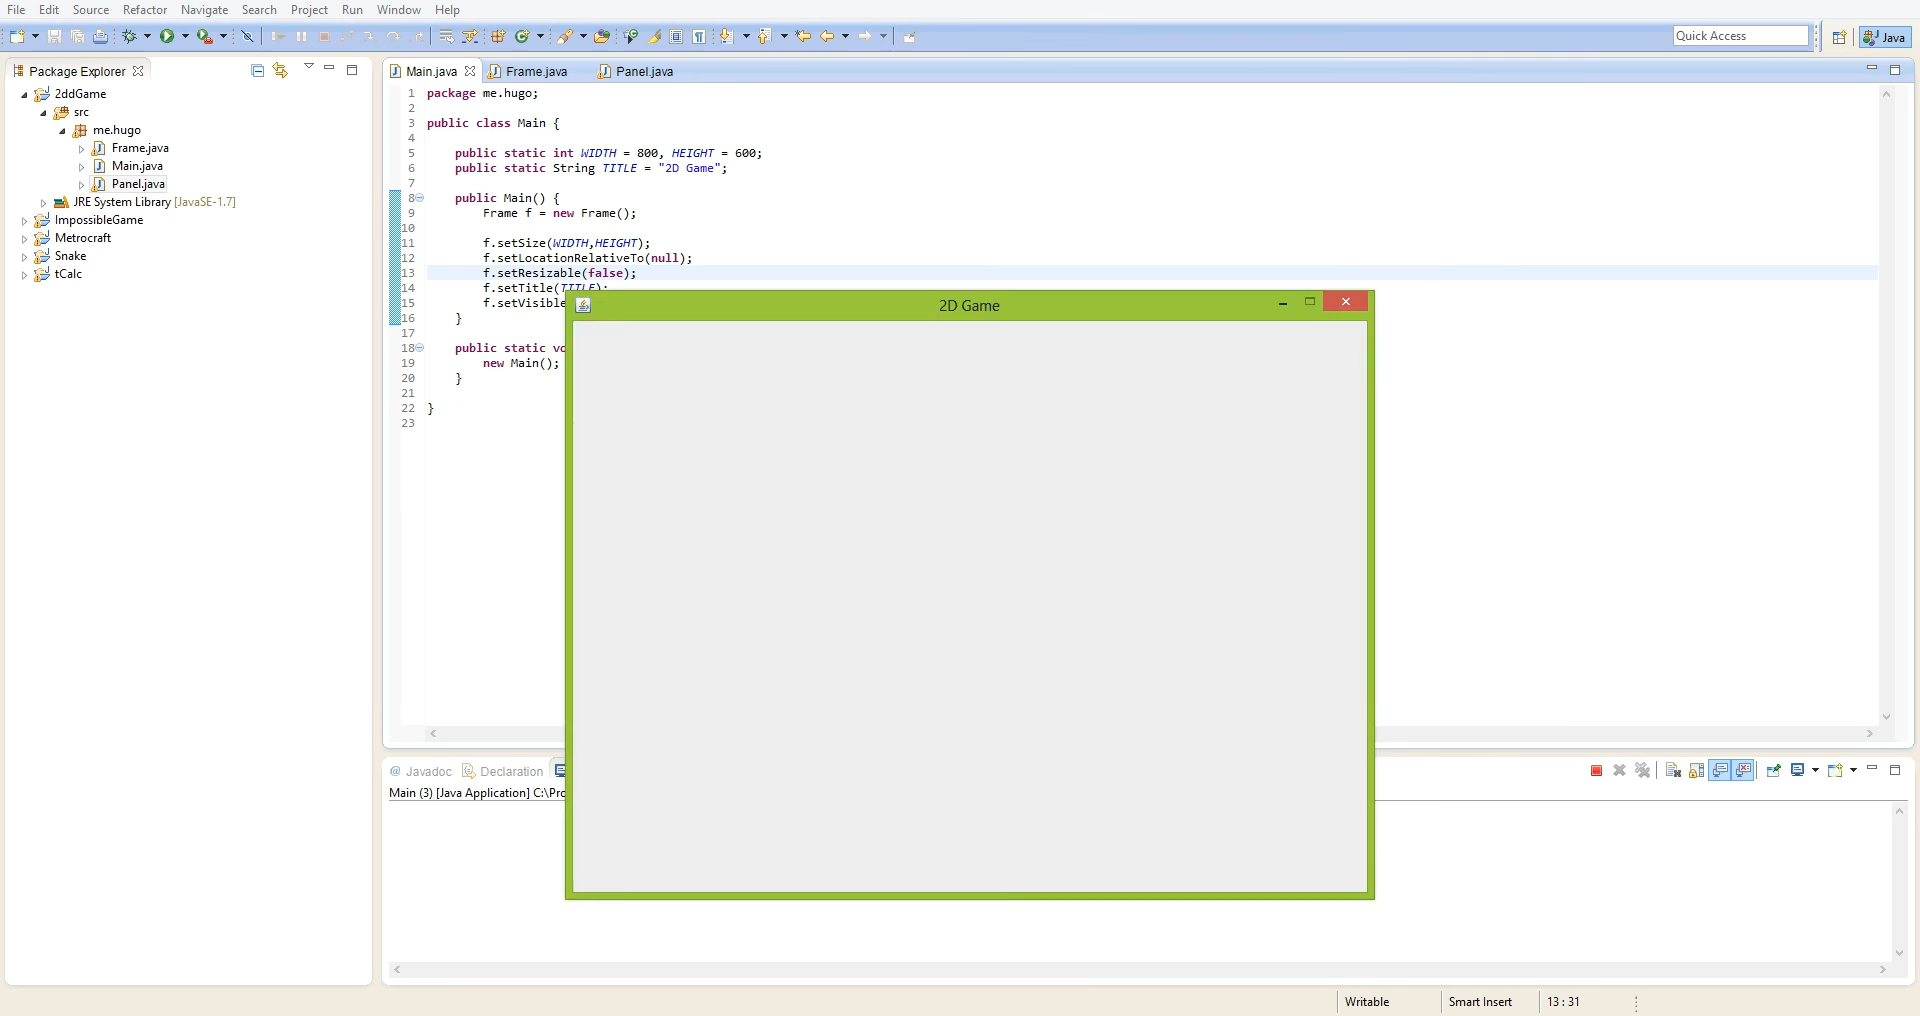 File Edit Source Refactor Navigate Search Project Run Window Help
Quick Access
Java
Package Explorer
2ddGame
src
me.hugo
Frame.java
Main.java
Panel.java
JRE System Library [JavaSE-1.7]
ImpossibleGame
Metrocraft
Snake
tCalc
Main.java Frame.java Panel.java
1 package me.hugo;
2
3 public class Main {
4
5 public static int WIDTH = 800, HEIGHT = 600;
6 public static String TITLE = "2D Game";
7
8 public Main() {
9 Frame f = new Frame();
10
11 f.setSize(WIDTH,HEIGHT);
12 f.setLocationRelativeTo(null);
13 f.setResizable(false);
14 f.setTitle(TITLE);
15 f.setVisible
16 }
17
18 public static vo
19 new Main();
20 }
21
22 }
23
2D Game
@ Javadoc Declaration
Main (3) [Java Application] C:\Pro
Writable Smart Insert 13 : 31